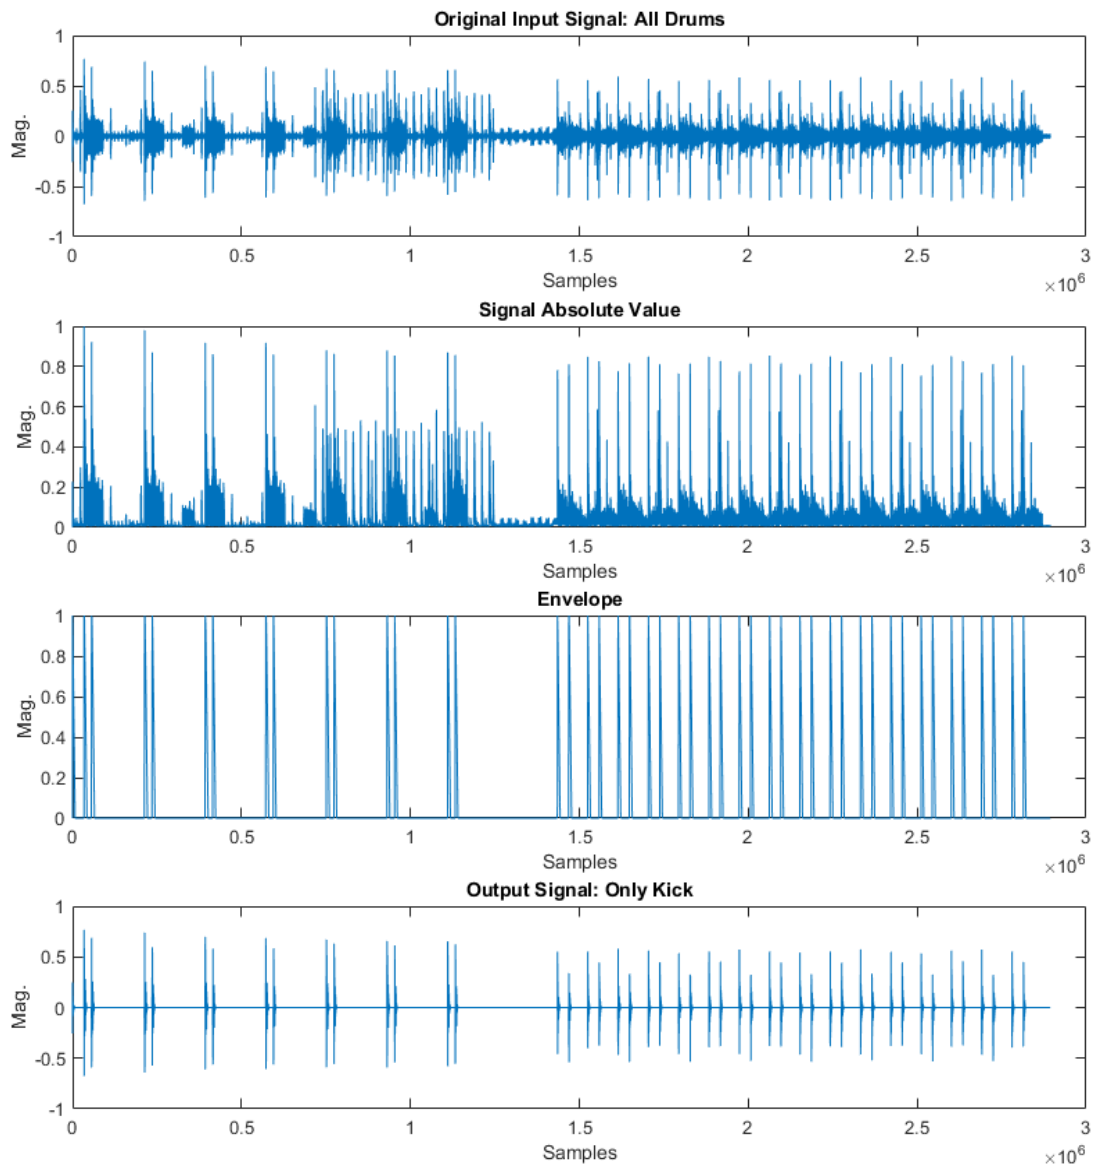 Original Input Signal: All Drums
1
0.5
0
-0.5
-1
Mag.
0 0.5 1 1.5 2 2.5 3
Samples
×10^6
Signal Absolute Value
1
0.8
0.6
0.4
0.2
0
Mag.
0 0.5 1 1.5 2 2.5 3
Samples
×10^6
Envelope
1
0.8
0.6
0.4
0.2
0
Mag.
0 0.5 1 1.5 2 2.5 3
Samples
×10^6
Output Signal: Only Kick
1
0.5
0
-0.5
-1
Mag.
0 0.5 1 1.5 2 2.5 3
Samples
×10^6